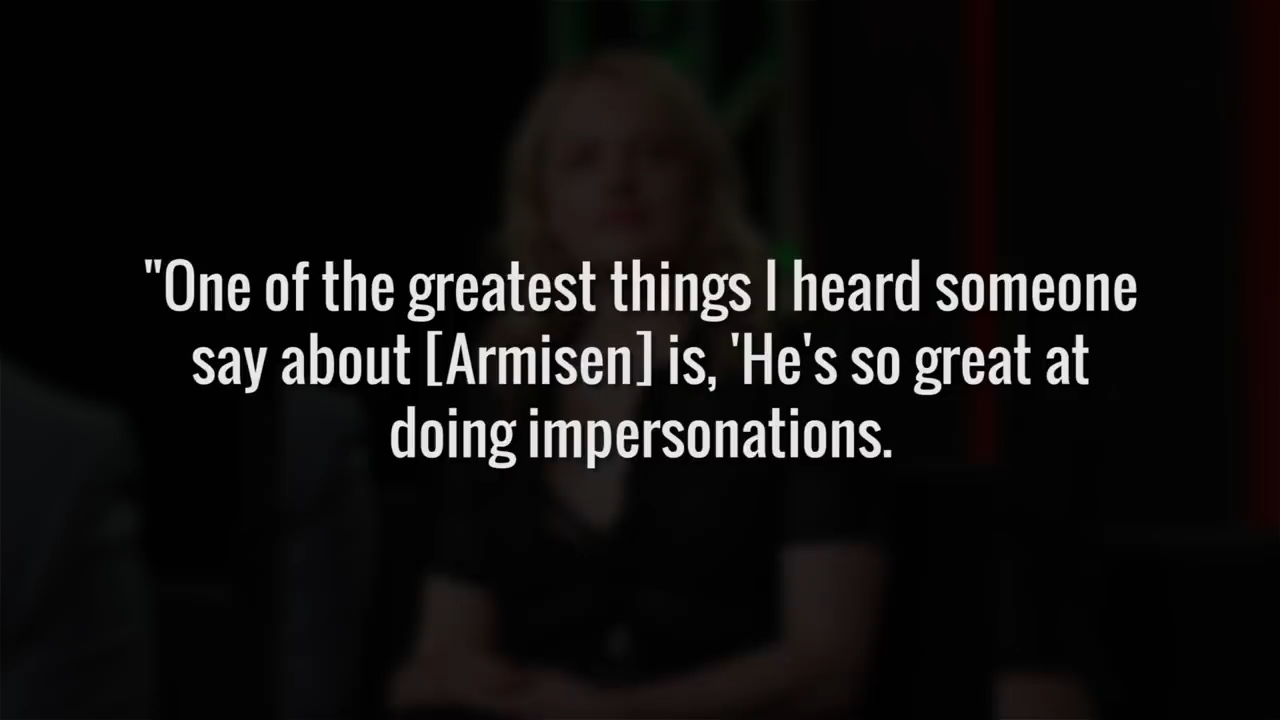 "One of the greatest things I heard someone
say about [Armisen] is, 'He's so great at
doing impersonations.